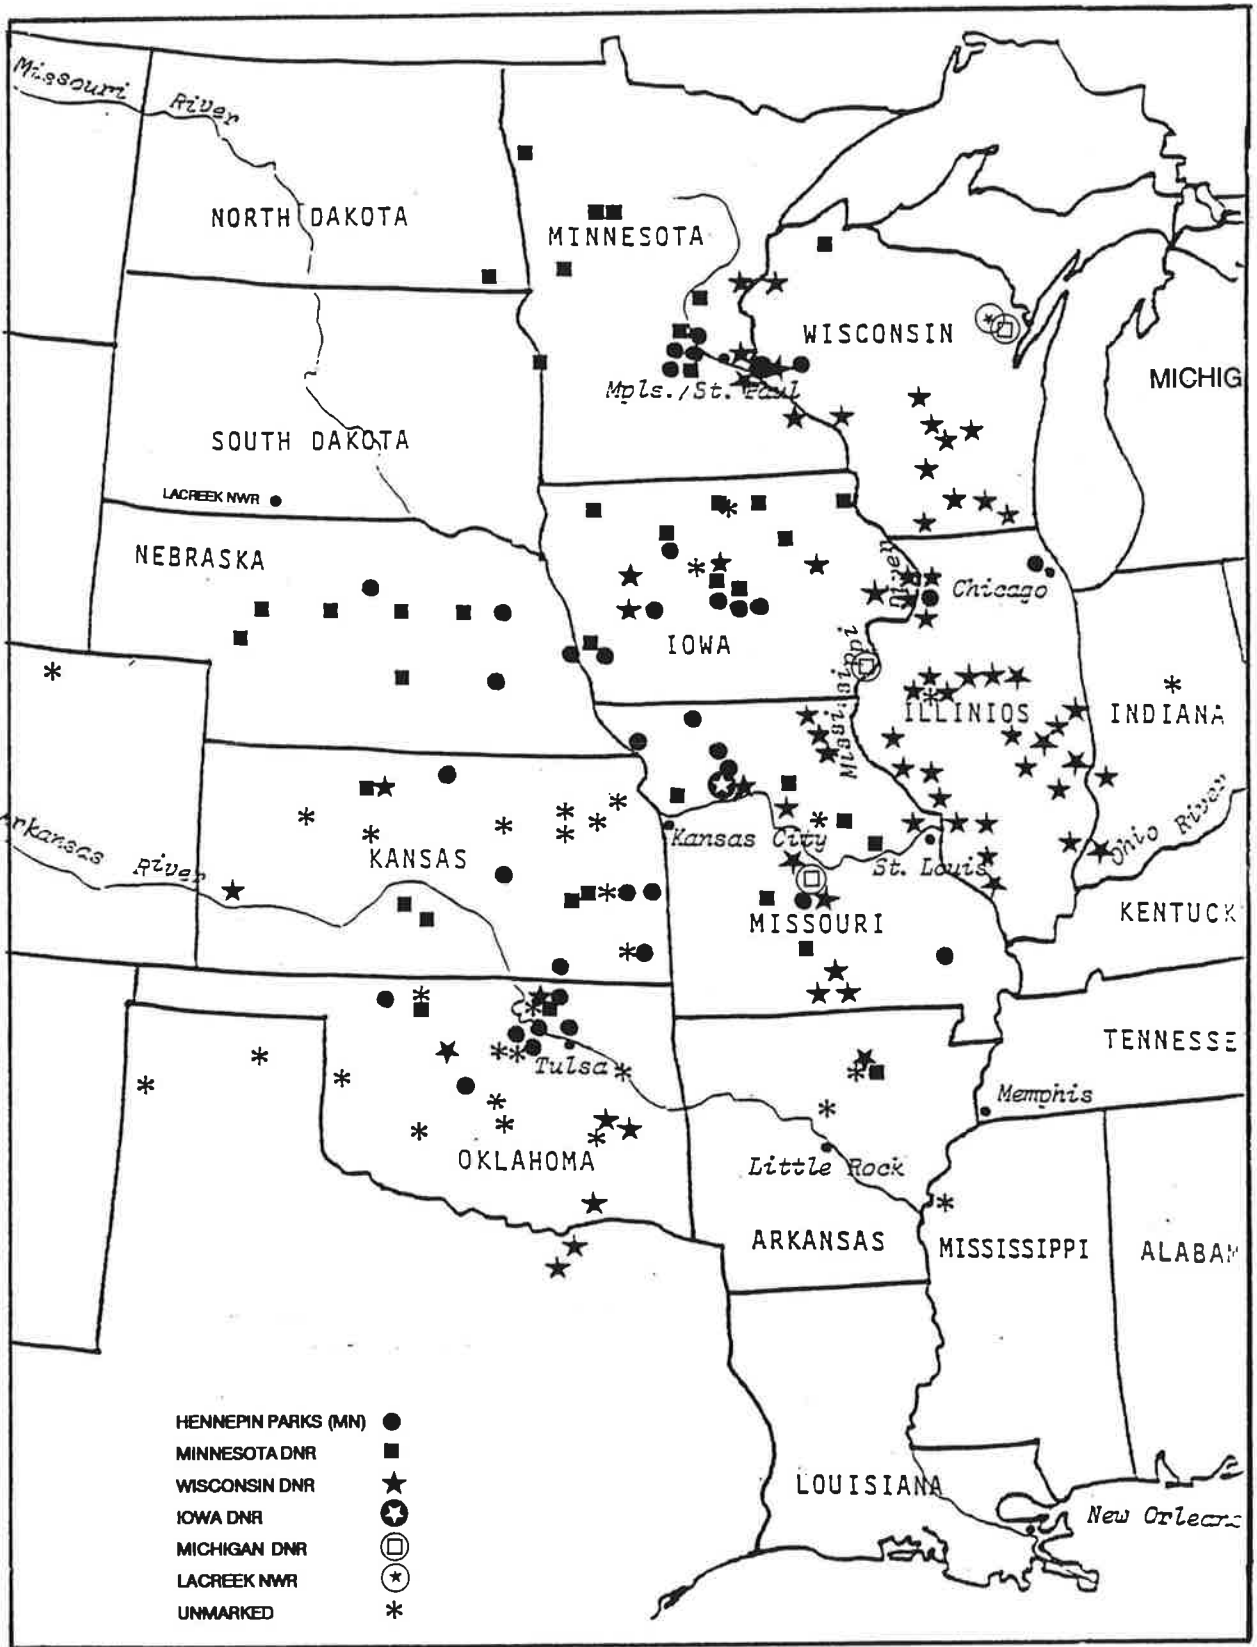 Missouri River
NORTH DAKOTA
MINNESOTA
WISCONSIN
MICHIG
Mpls./St. Paul
SOUTH DAKOTA
LACREEK NWR
NEBRASKA
River
Chicago
IOWA
Mississippi
ILLINIOS
INDIANA
Ohio River
rkansas River
KANSAS
Kansas City
St. Louis
MISSOURI
KENTUCK
TENNESSE
Tulsa
Memphis
OKLAHOMA
Little Rock
ARKANSAS
MISSISSIPPI
ALABAM
LOUISIANA
New Orleans
HENNEPIN PARKS (MN)
MINNESOTA DNR
WISCONSIN DNR
IOWA DNR
MICHIGAN DNR
LACREEK NWR
UNMARKED